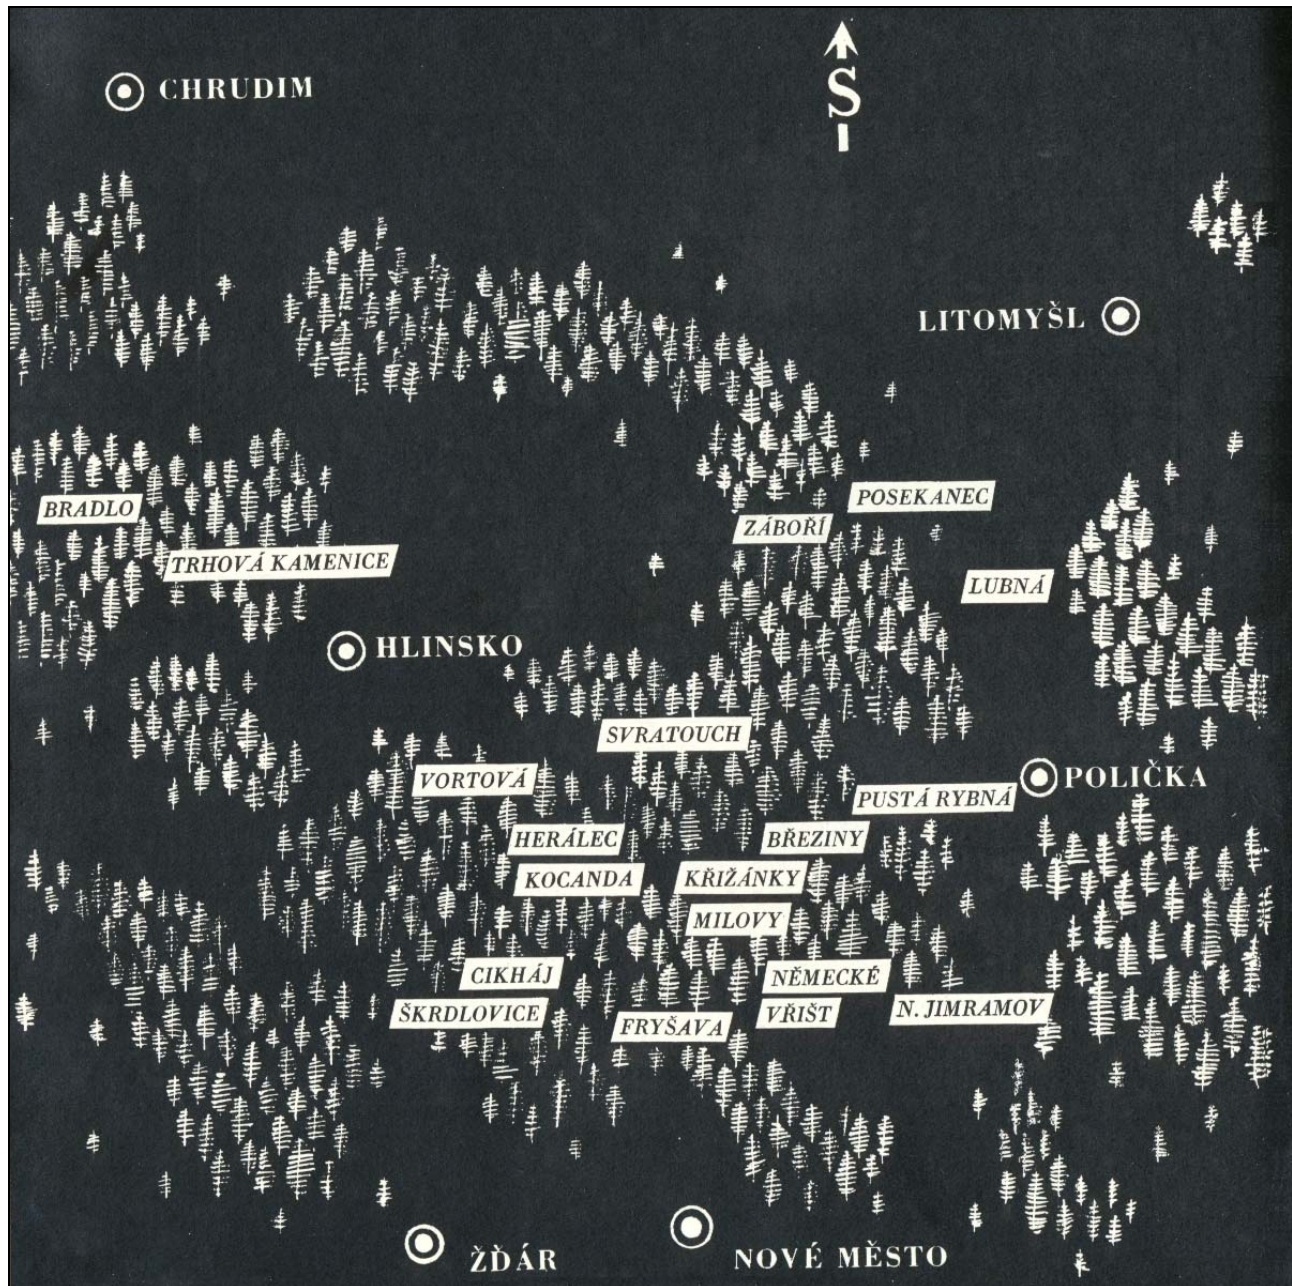 S
CHRUDIM
LITOMYŠL
BRADLO
POSEKANEC
ZÁBOŘÍ
TRHOVÁ KAMENICE
LUBNÁ
HLINSKO
SVRATOUCH
VORTOVÁ
POLIČKA
PUSTÁ RYBNÁ
HERÁLEC
BŘEZINY
KOCANDA
KŘIŽÁNKY
MILOVY
CIKHÁJ
NĚMECKÉ
ŠKRDLOVICE
FRYŠAVA
VŘIŠT
N. JIMRAMOV
ŽĎÁR
NOVÉ MĚSTO